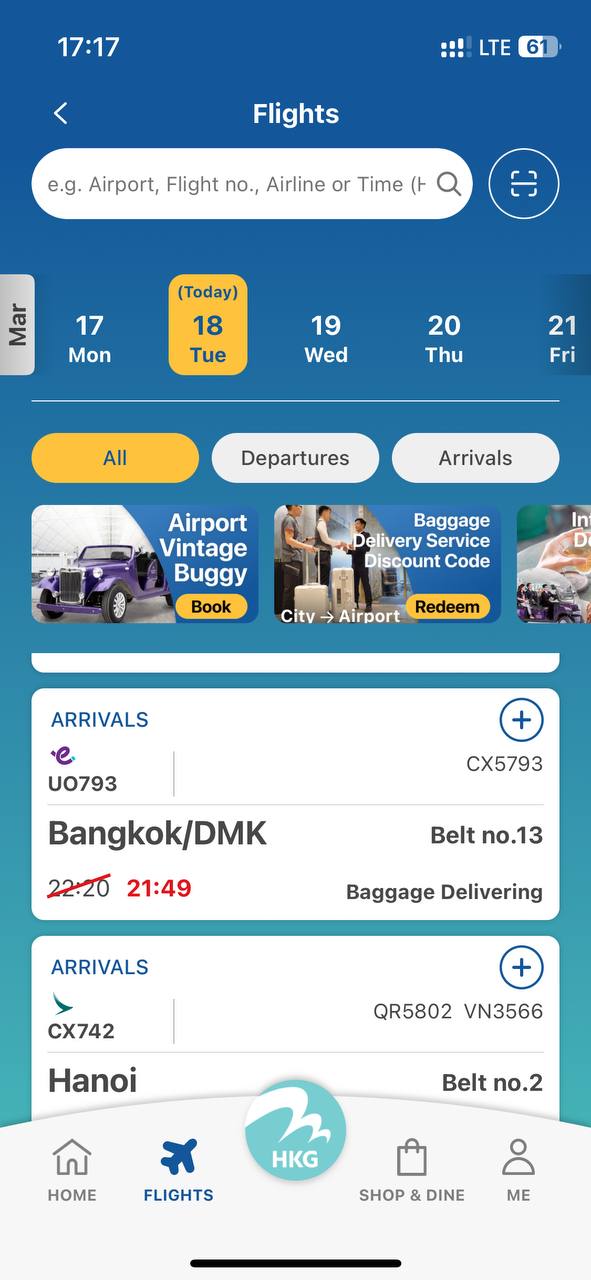 17:17
LTE 61
Flights
e.g. Airport, Flight no., Airline or Time (H
Mar
17
Mon
(Today)
18
Tue
19
Wed
20
Thu
21
Fri
All
Departures
Arrivals
Airport
Vintage
Buggy
Book
Baggage
Delivery Service
Discount Code
City → Airport
Redeem
ARRIVALS
UO793
CX5793
Bangkok/DMK
Belt no.13
22:20 21:49
Baggage Delivering
ARRIVALS
CX742
QR5802 VN3566
Hanoi
Belt no.2
HKG
HOME
FLIGHTS
SHOP & DINE
ME